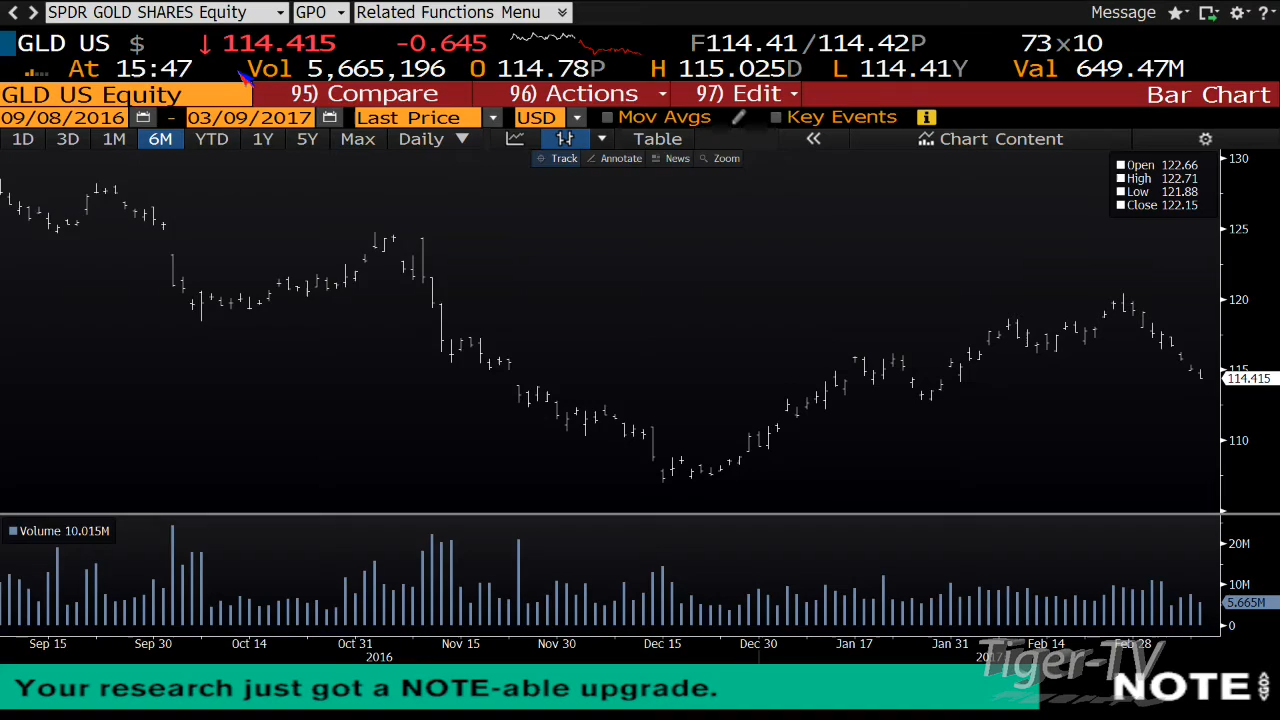 SPDR GOLD SHARES Equity GPO Related Functions Menu Message ?
GLD US $ ↓ 114.415 -0.645 F114.41/114.42P 73x10
At 15:47 Vol 5,665,196 O 114.78P H 115.025D L 114.41Y Val 649.47M
GLD US Equity 95) Compare 96) Actions 97) Edit Bar Chart
09/08/2016 - 03/09/2017 Last Price USD Mov Avgs Key Events i
1D 3D 1M 6M YTD 1Y 5Y Max Daily Table « Chart Content
Track Annotate News Zoom
Open 122.66
High 122.71
Low 121.88
Close 122.15
130
125
120
115
114.415
110
Volume 10.015M
20M
10M
5.665M
0
Sep 15 Sep 30 Oct 14 Oct 31 Nov 15 Nov 30 Dec 15 Dec 30 Jan 17 Jan 31 Feb 14 Feb 28
2016 2017
Tiger-TV
Your research just got a NOTE-able upgrade.
NOTE